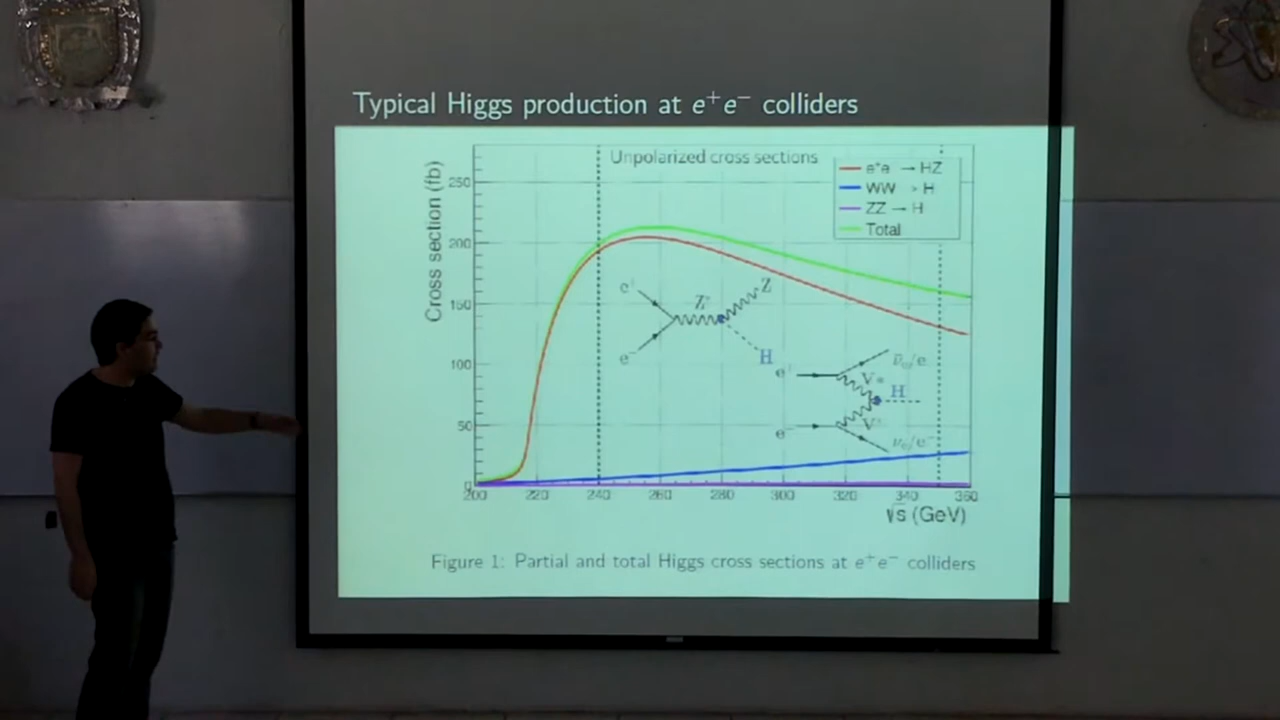 Typical Higgs production at e⁺e⁻ colliders
Unpolarized cross sections
e⁺e → HZ
WW → H
ZZ → H
Total
Cross section (fb)
250
200
150
100
50
0
e⁺
Z*
Z
e⁻
H
e⁺
ν̄ₑ/e
V*
H
V*
e⁻
νₑ/e⁻
200 220 240 260 280 300 320 340 360
√s (GeV)
Figure 1: Partial and total Higgs cross sections at e⁺e⁻ colliders